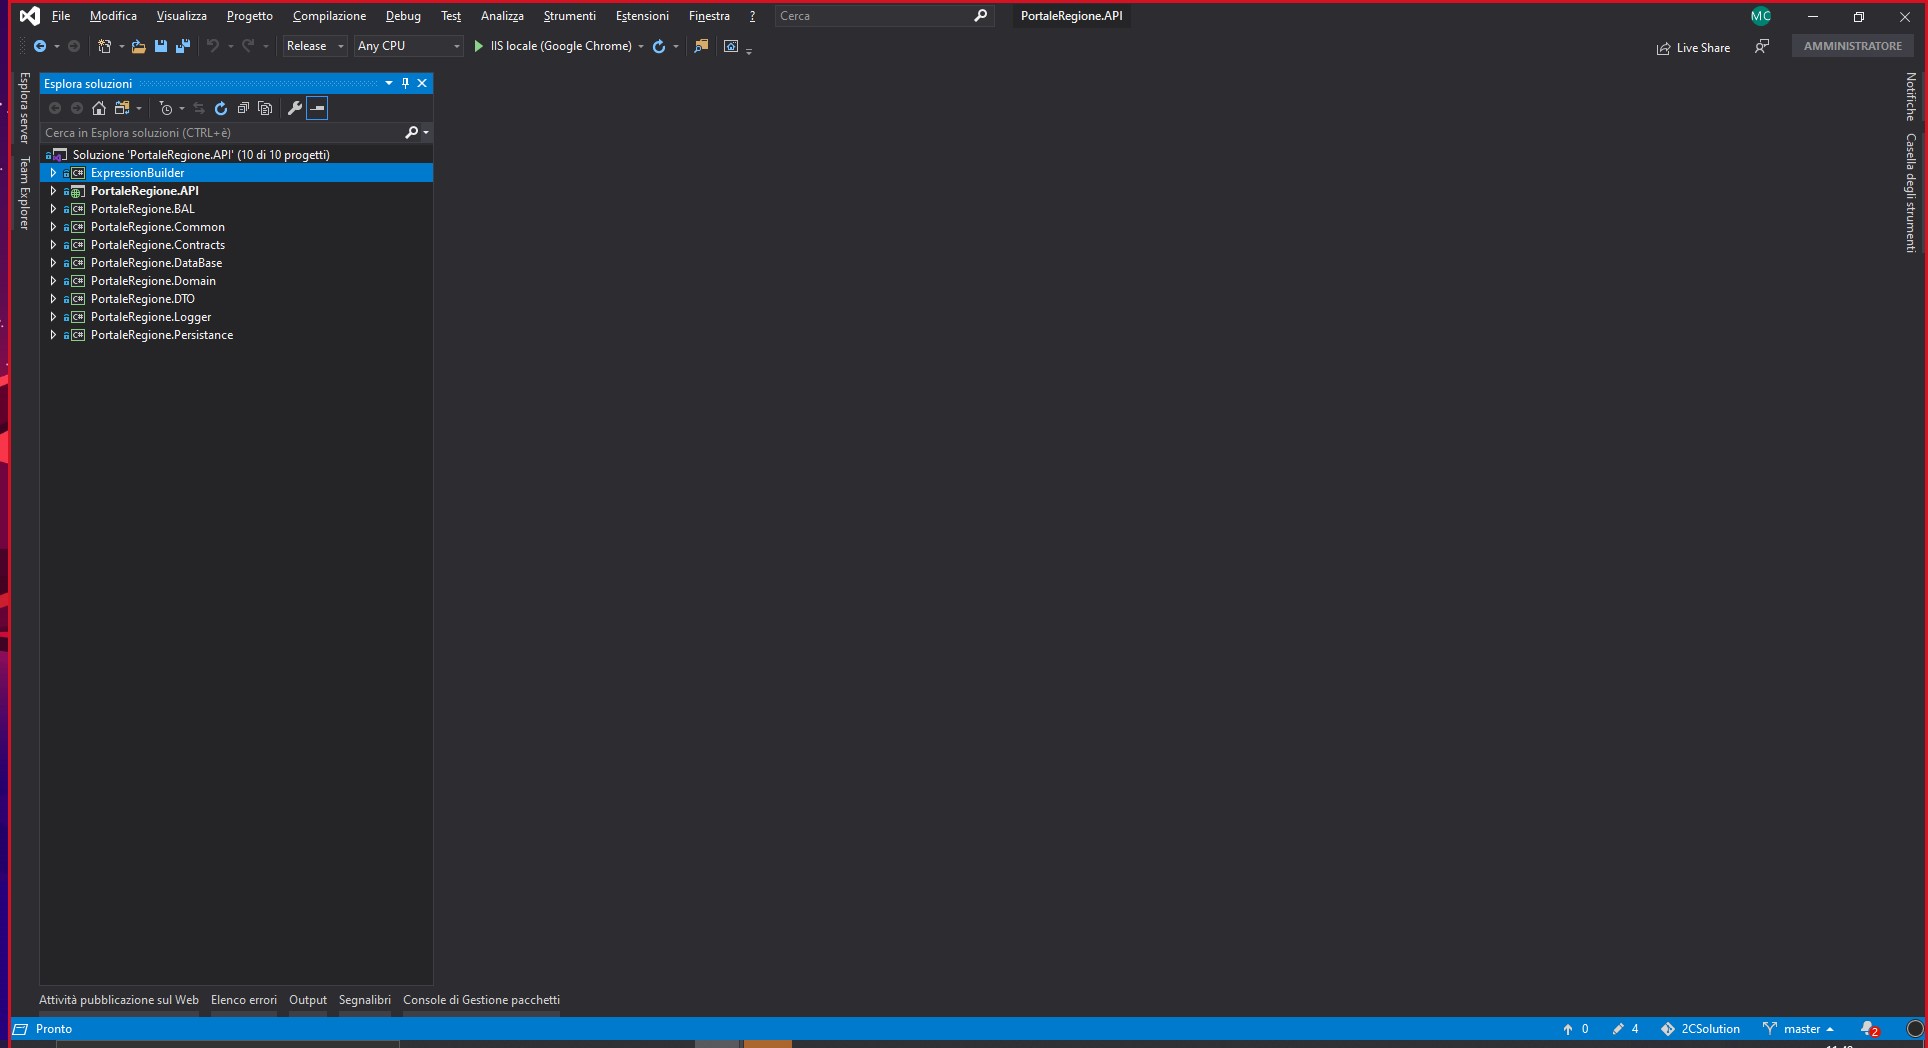 File Modifica Visualizza Progetto Compilazione Debug Test Analizza Strumenti Estensioni Finestra ? Cerca PortaleRegione.API MC
Release Any CPU IIS locale (Google Chrome) Live Share AMMINISTRATORE
Esplora server
Team Explorer
Esplora soluzioni
Cerca in Esplora soluzioni (CTRL+è)
Soluzione 'PortaleRegione.API' (10 di 10 progetti)
C# ExpressionBuilder
PortaleRegione.API
C# PortaleRegione.BAL
C# PortaleRegione.Common
C# PortaleRegione.Contracts
C# PortaleRegione.DataBase
C# PortaleRegione.Domain
C# PortaleRegione.DTO
C# PortaleRegione.Logger
C# PortaleRegione.Persistance
Notifiche
Casella degli strumenti
Attività pubblicazione sul Web Elenco errori Output Segnalibri Console di Gestione pacchetti
Pronto 0 4 2CSolution master 2